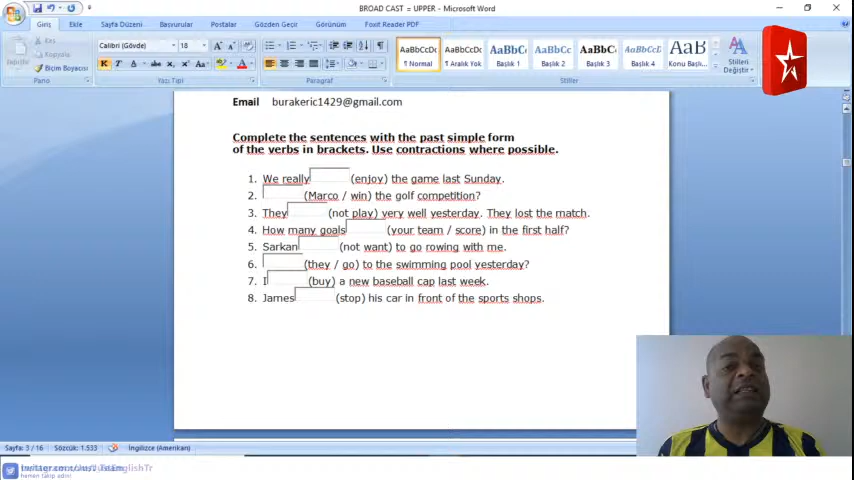 BROAD CAST = UPPER - Microsoft Word
Giriş Ekle Sayfa Düzeni Başvurular Postalar Gözden Geçir Görünüm Foxit Reader PDF
Kes
Kopyala
Biçim Boyacısı
Yapıştır
Calibri (Gövde) 18
AaBbCcDc AaBbCcDc AaBbC AaBbCc AaBbCc AaBbCcDc AaB
¶ Normal ¶ Aralık Yok Başlık 1 Başlık 2 Başlık 3 Başlık 4 Konu Başlı...
Stilleri
Değiştir
Pano Yazı Tipi Paragraf Stiller
Email burakeric1429@gmail.com
Complete the sentences with the past simple form
of the verbs in brackets. Use contractions where possible.
1. We really (enjoy) the game last Sunday.
2. (Marco / win) the golf competition?
3. They (not play) very well yesterday. They lost the match.
4. How many goals (your team / score) in the first half?
5. Sarkan (not want) to go rowing with me.
6. (they / go) to the swimming pool yesterday?
7. I (buy) a new baseball cap last week.
8. James (stop) his car in front of the sports shops.
Sayfa: 3 / 16 Sözcük: 1.533 İngilizce (Amerikan)
hemen takip edin!